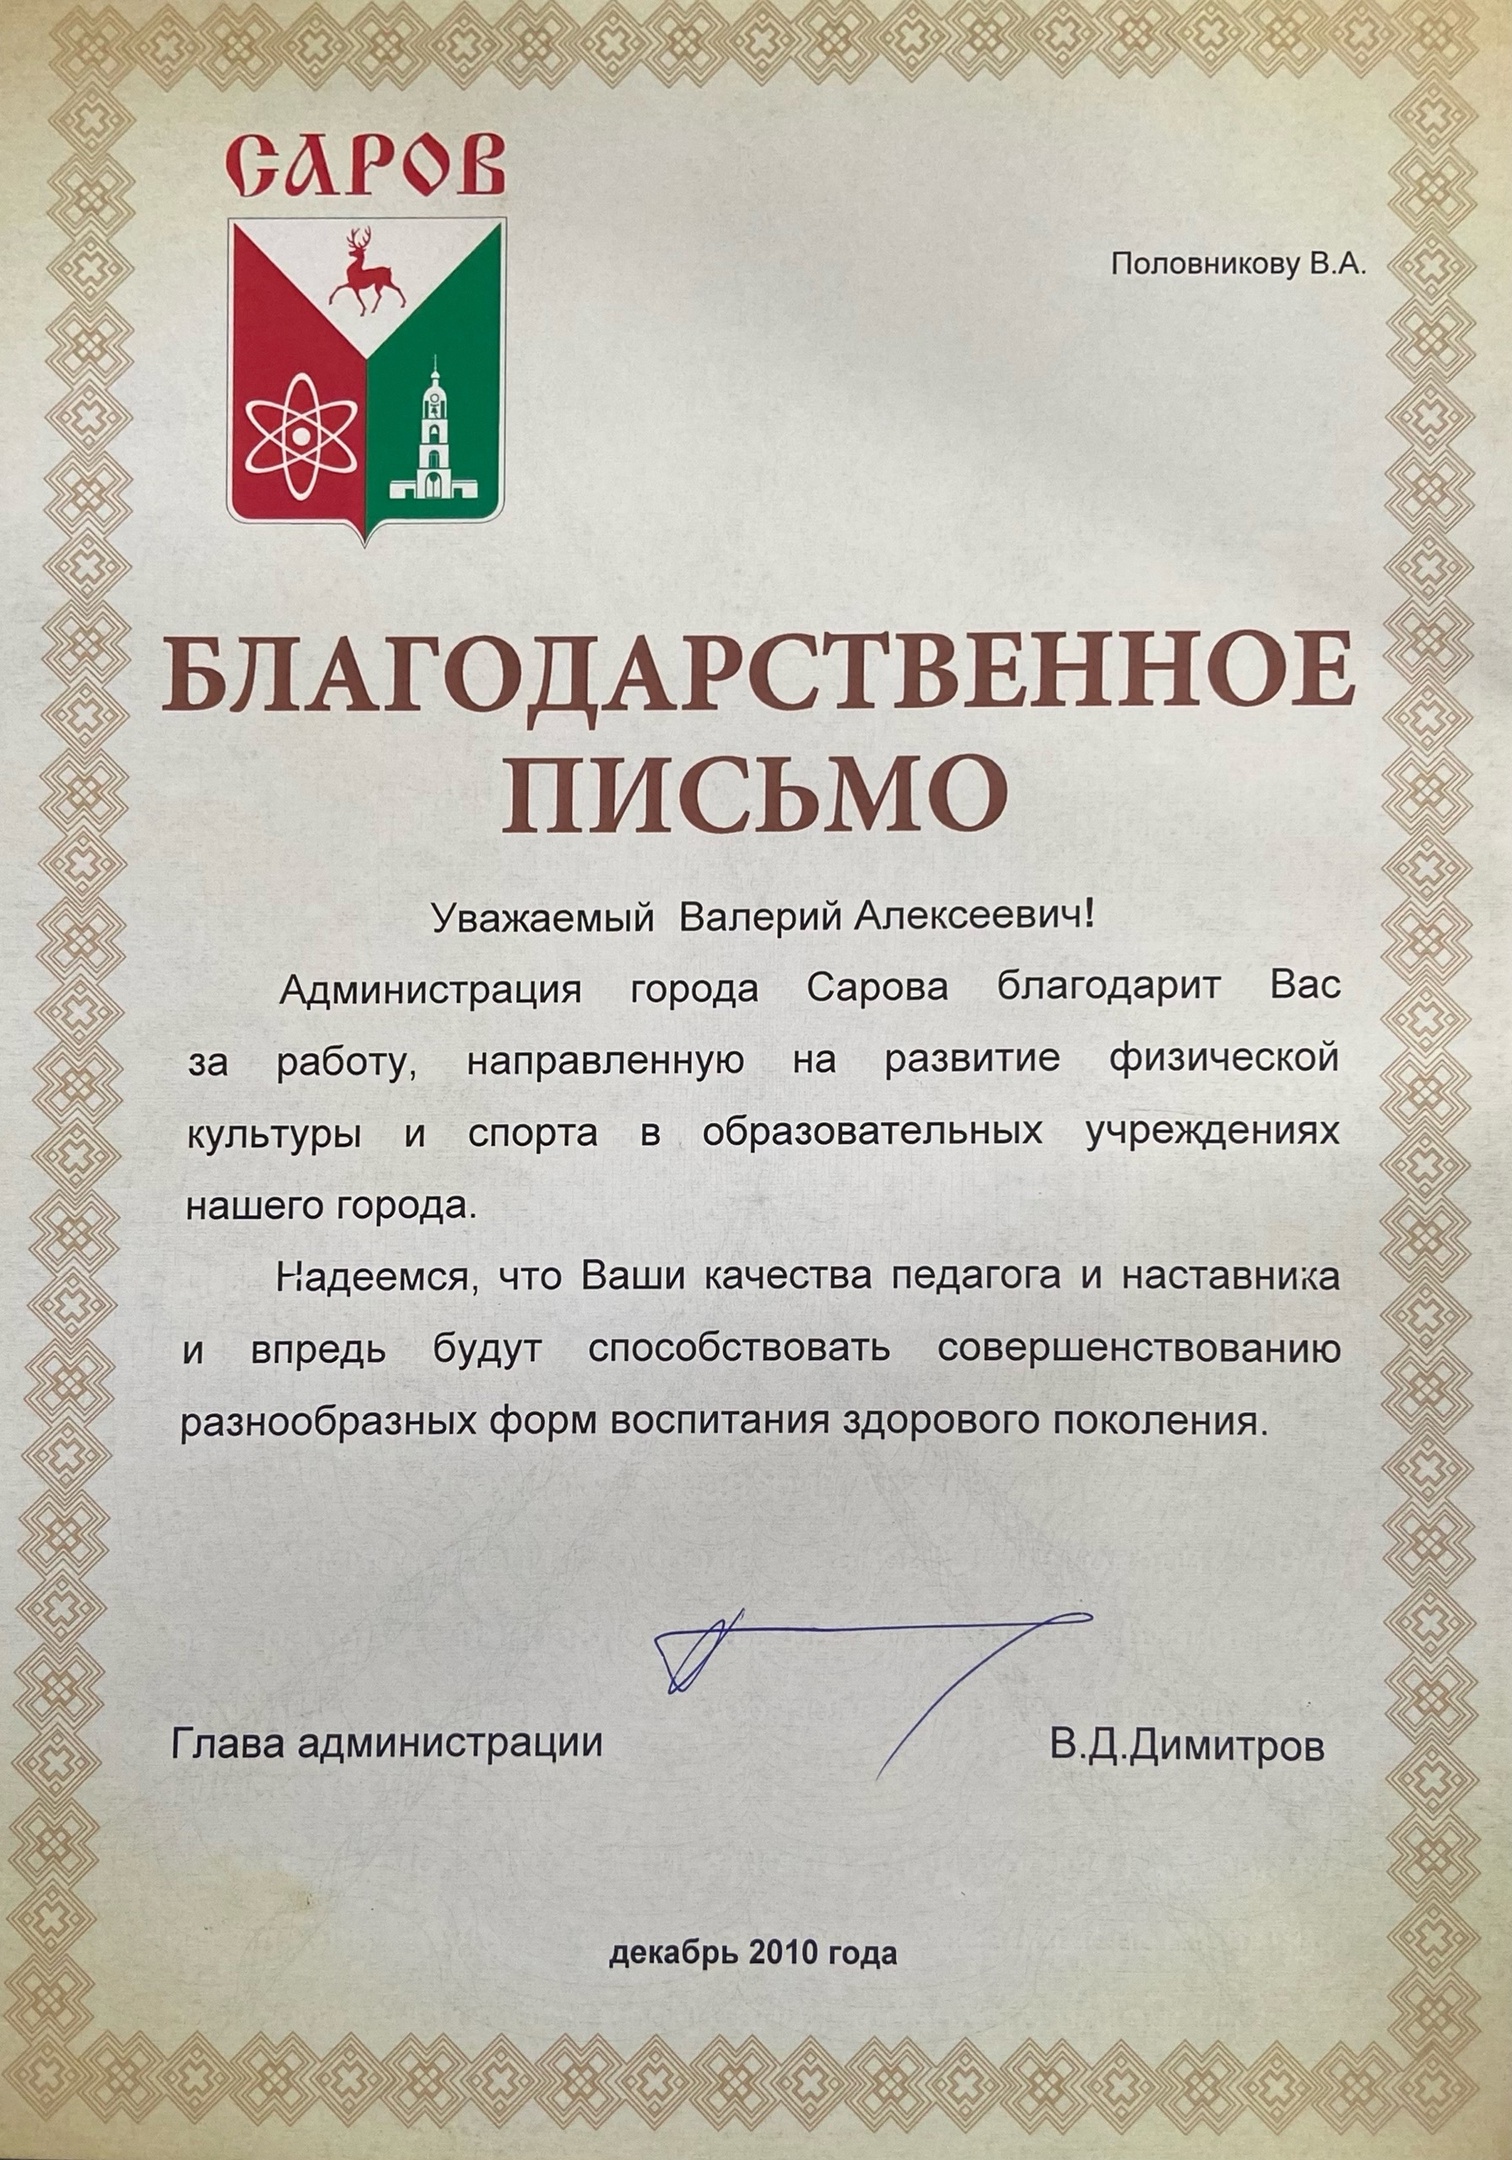 САРОВ
Половникову В.А.
БЛАГОДАРСТВЕННОЕ
ПИСЬМО
Уважаемый Валерий Алексеевич!
Администрация города Сарова благодарит Вас
за работу, направленную на развитие физической
культуры и спорта в образовательных учреждениях
нашего города.
Надеемся, что Ваши качества педагога и наставника
и впредь будут способствовать совершенствованию
разнообразных форм воспитания здорового поколения.
Глава администрации В.Д.Димитров
декабрь 2010 года